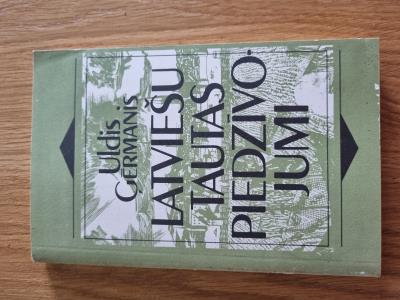 Uldis
Ģērmanis
LATVIEŠU
TAUTAS
PIEDZĪVO-
JUMI